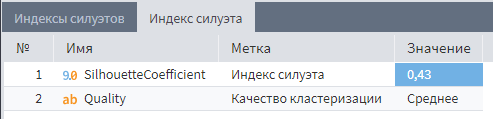 Индексы силуэтов Индекс силуэта
№ Имя Метка Значение
1 9.0 SilhouetteCoefficient Индекс силуэта 0,43
2 ab Quality Качество кластеризации Среднее